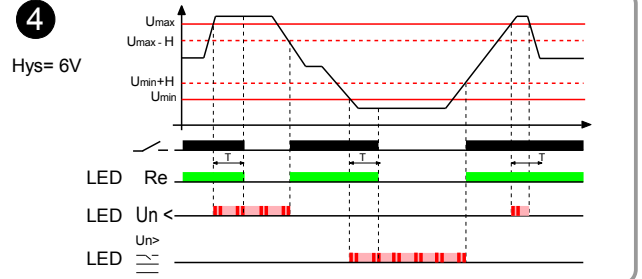 4
Hys= 6V
Umax
Umax - H
Umin+H
Umin
T T T
LED Re
LED Un <
Un>
LED